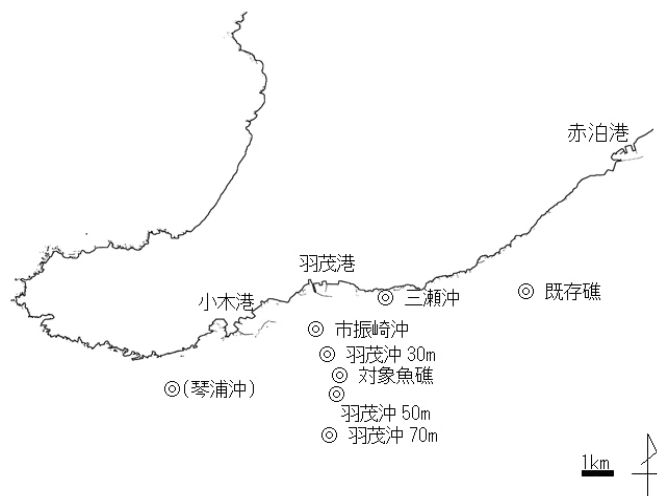 赤泊港
羽茂港
既存礁
三瀬沖
小木港
市振崎沖
羽茂沖 30m
対象魚礁
(琴浦沖)
羽茂沖 50m
羽茂沖 70m
1km